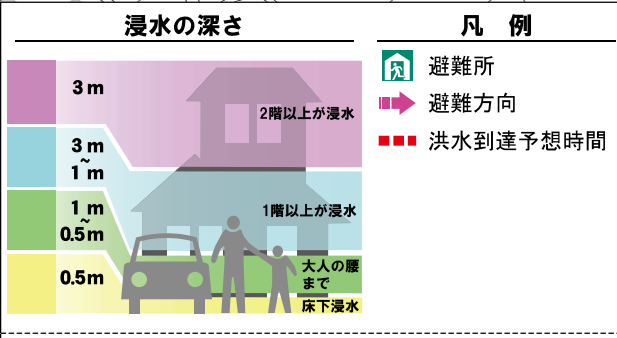 浸水の深さ
3m
2階以上が浸水
3m
~
1m
1階以上が浸水
1m
~
0.5m
大人の腰
まで
0.5m
床下浸水
凡 例
避難所
避難方向
洪水到達予想時間